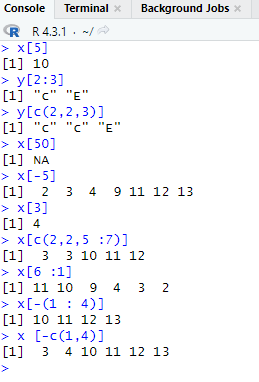 Console Terminal × Background Jobs ×
R 4.3.1 · ~/
> x[5]
[1] 10
> y[2:3]
[1] "C" "E"
> y[c(2,2,3)]
[1] "C" "C" "E"
> x[50]
[1] NA
> x[-5]
[1]  2  3  4  9 11 12 13
> x[3]
[1] 4
> x[c(2,2,5 :7)]
[1]  3  3 10 11 12
> x[6 :1]
[1] 11 10  9  4  3  2
> x[-(1 : 4)]
[1] 10 11 12 13
> x [-c(1,4)]
[1]  3  4 10 11 12 13
>